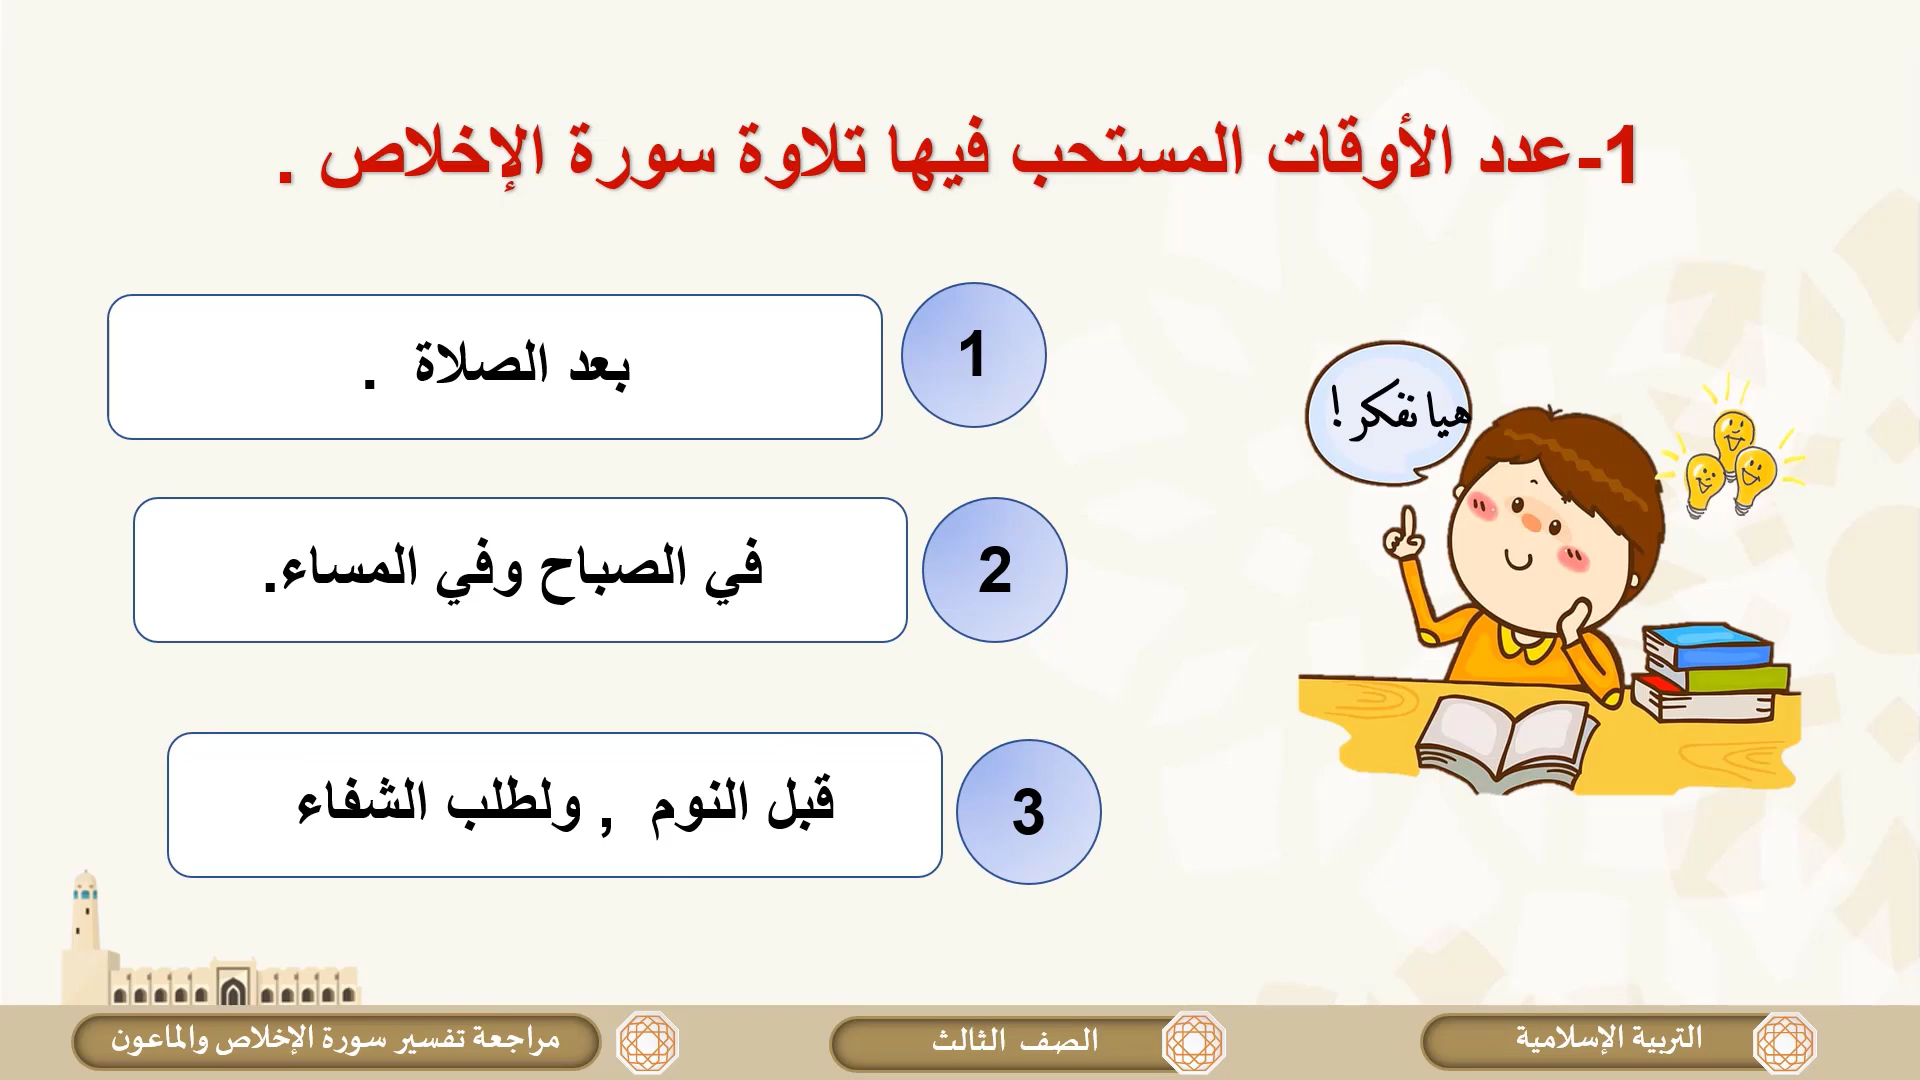 1-عدد الأوقات المستحب فيها تلاوة سورة الإخلاص .
1
بعد الصلاة .
هيا نفكر !
2
في الصباح وفي المساء.
3
قبل النوم , ولطلب الشفاء
التربية الإسلامية
الصف الثالث
مراجعة تفسير سورة الإخلاص والماعون